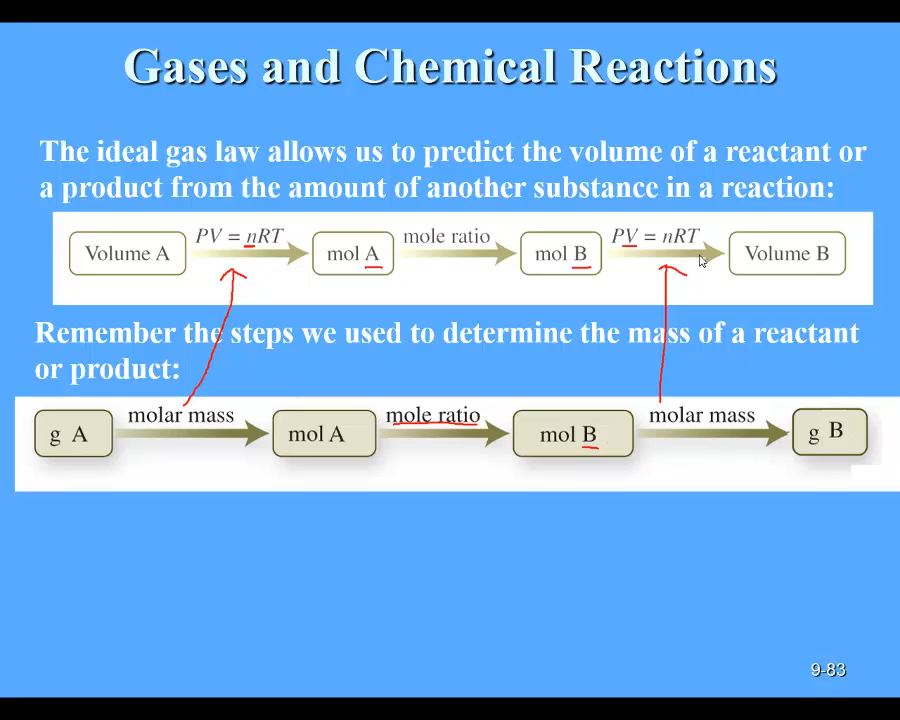 Gases and Chemical Reactions
The ideal gas law allows us to predict the volume of a reactant or
a product from the amount of another substance in a reaction:
Volume A PV = nRT mol A mole ratio mol B PV = nRT Volume B
Remember the steps we used to determine the mass of a reactant
or product:
g A molar mass mol A mole ratio mol B molar mass g B
9-83